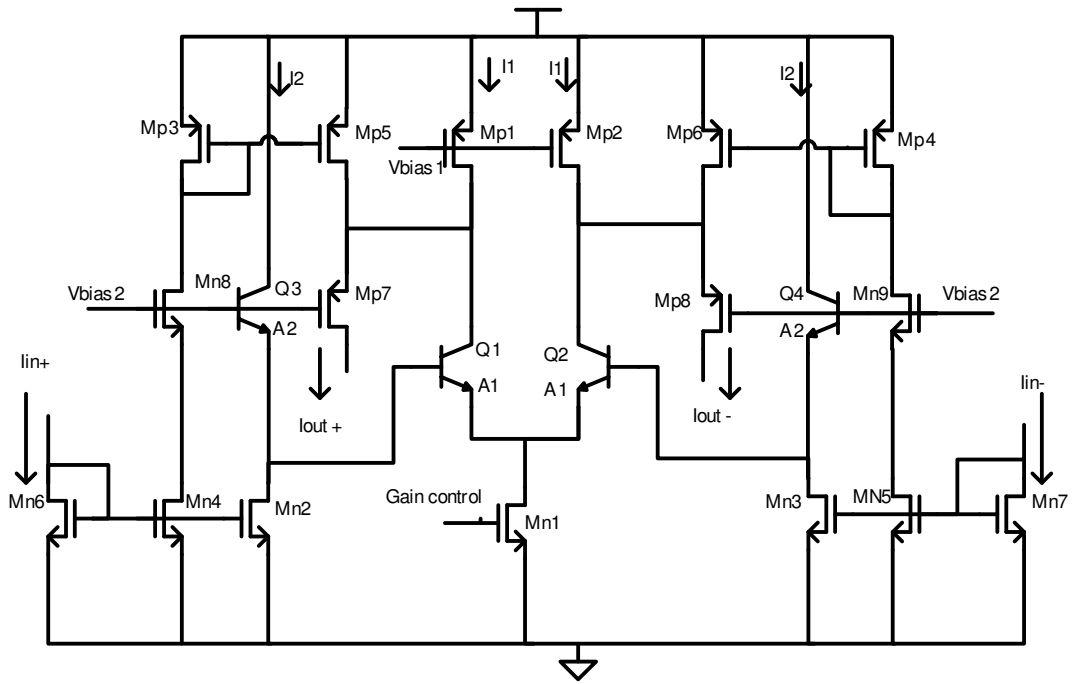 I2
I1
I1
I2
Mp3
Mp5
Mp1
Mp2
Mp6
Mp4
Vbias 1
Vbias 2
Mn8
Q3
Mp7
Mp8
Q4
Mn9
Vbias 2
A2
A2
Q1
Q2
Iin+
A1
A1
Iin-
Iout +
Iout -
Gain control
Mn6
Mn4
Mn2
Mn1
Mn3
MN5
Mn7